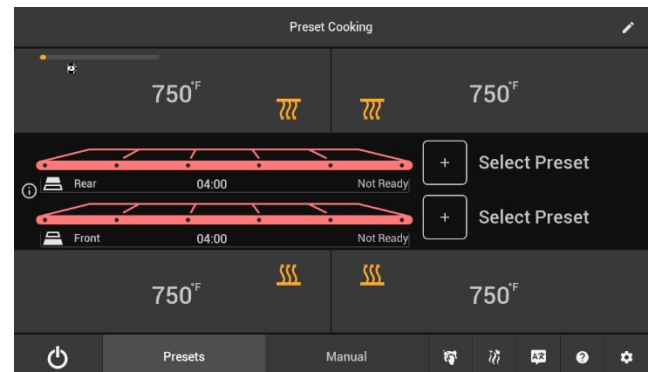 Preset Cooking
750°F
750°F
+ Select Preset
Rear 04:00 Not Ready
+ Select Preset
Front 04:00 Not Ready
750°F
750°F
Presets
Manual